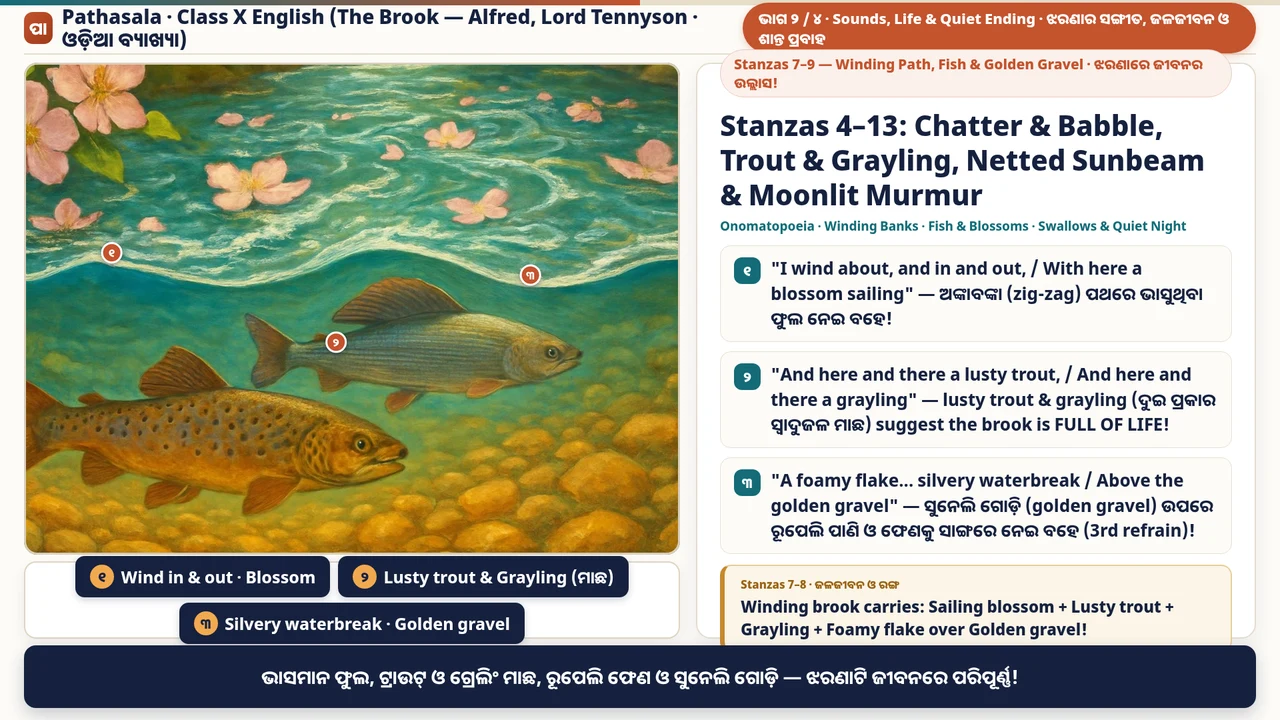 ପା
Pathasala · Class X English (The Brook — Alfred, Lord Tennyson ·
ଓଡ଼ିଆ ବ୍ୟାଖ୍ୟା)
ଭାଗ ୨ / ୪ · Sounds, Life & Quiet Ending · ଝରଣାର ସଙ୍ଗୀତ, ଜଳଜୀବନ ଓ
ଶାନ୍ତ ପ୍ରବାହ
Stanzas 7–9 — Winding Path, Fish & Golden Gravel · ଝରଣାରେ ଜୀବନର
ଉଲ୍ଲାସ!
Stanzas 4–13: Chatter & Babble,
Trout & Grayling, Netted Sunbeam
& Moonlit Murmur
Onomatopoeia · Winding Banks · Fish & Blossoms · Swallows & Quiet Night
୧
"I wind about, and in and out, / With here a
blossom sailing" — ଅଙ୍କାବଙ୍କା (zig-zag) ପଥରେ ଭାସୁଥିବା
ଫୁଲ ନେଇ ବହେ!
୨
"And here and there a lusty trout, / And here and
there a grayling" — lusty trout & grayling (ଦୁଇ ପ୍ରକାର
ସ୍ୱାଦୁଜଳ ମାଛ) suggest the brook is FULL OF LIFE!
୩
"A foamy flake... silvery waterbreak / Above the
golden gravel" — ସୁନେଲି ଗୋଡ଼ି (golden gravel) ଉପରେ
ରୂପେଲି ପାଣି ଓ ଫେଣକୁ ସାଙ୍ଗରେ ନେଇ ବହେ (3rd refrain)!
Stanzas 7–8 · ଜଳଜୀବନ ଓ ରଙ୍ଗ
Winding brook carries: Sailing blossom + Lusty trout +
Grayling + Foamy flake over Golden gravel!
୧
୨
୩
୧ Wind in & out · Blossom
୨ Lusty trout & Grayling (ମାଛ)
୩ Silvery waterbreak · Golden gravel
ଭାସମାନ ଫୁଲ, ଟ୍ରାଉଟ୍ ଓ ଗ୍ରେଲିଂ ମାଛ, ରୂପେଲି ଫେଣ ଓ ସୁନେଲି ଗୋଡ଼ି — ଝରଣାଟି ଜୀବନରେ ପରିପୂର୍ଣ୍ଣ!